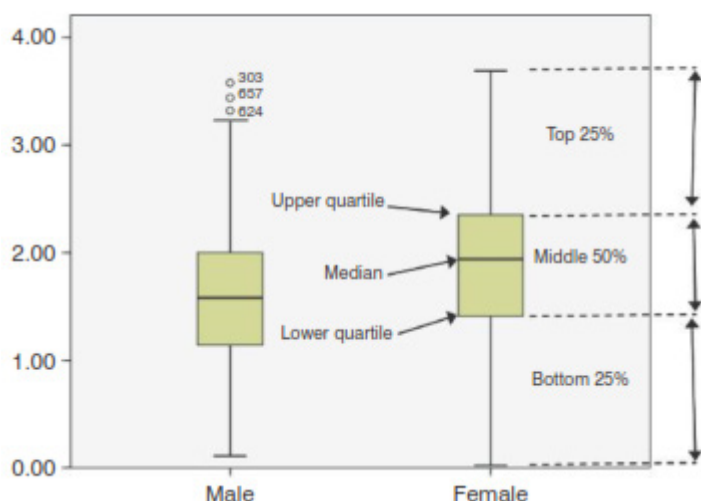 4.00
303
657
624
3.00
Top 25%
Upper quartile
2.00
Median
Middle 50%
Lower quartile
1.00
Bottom 25%
0.00
Male
Female